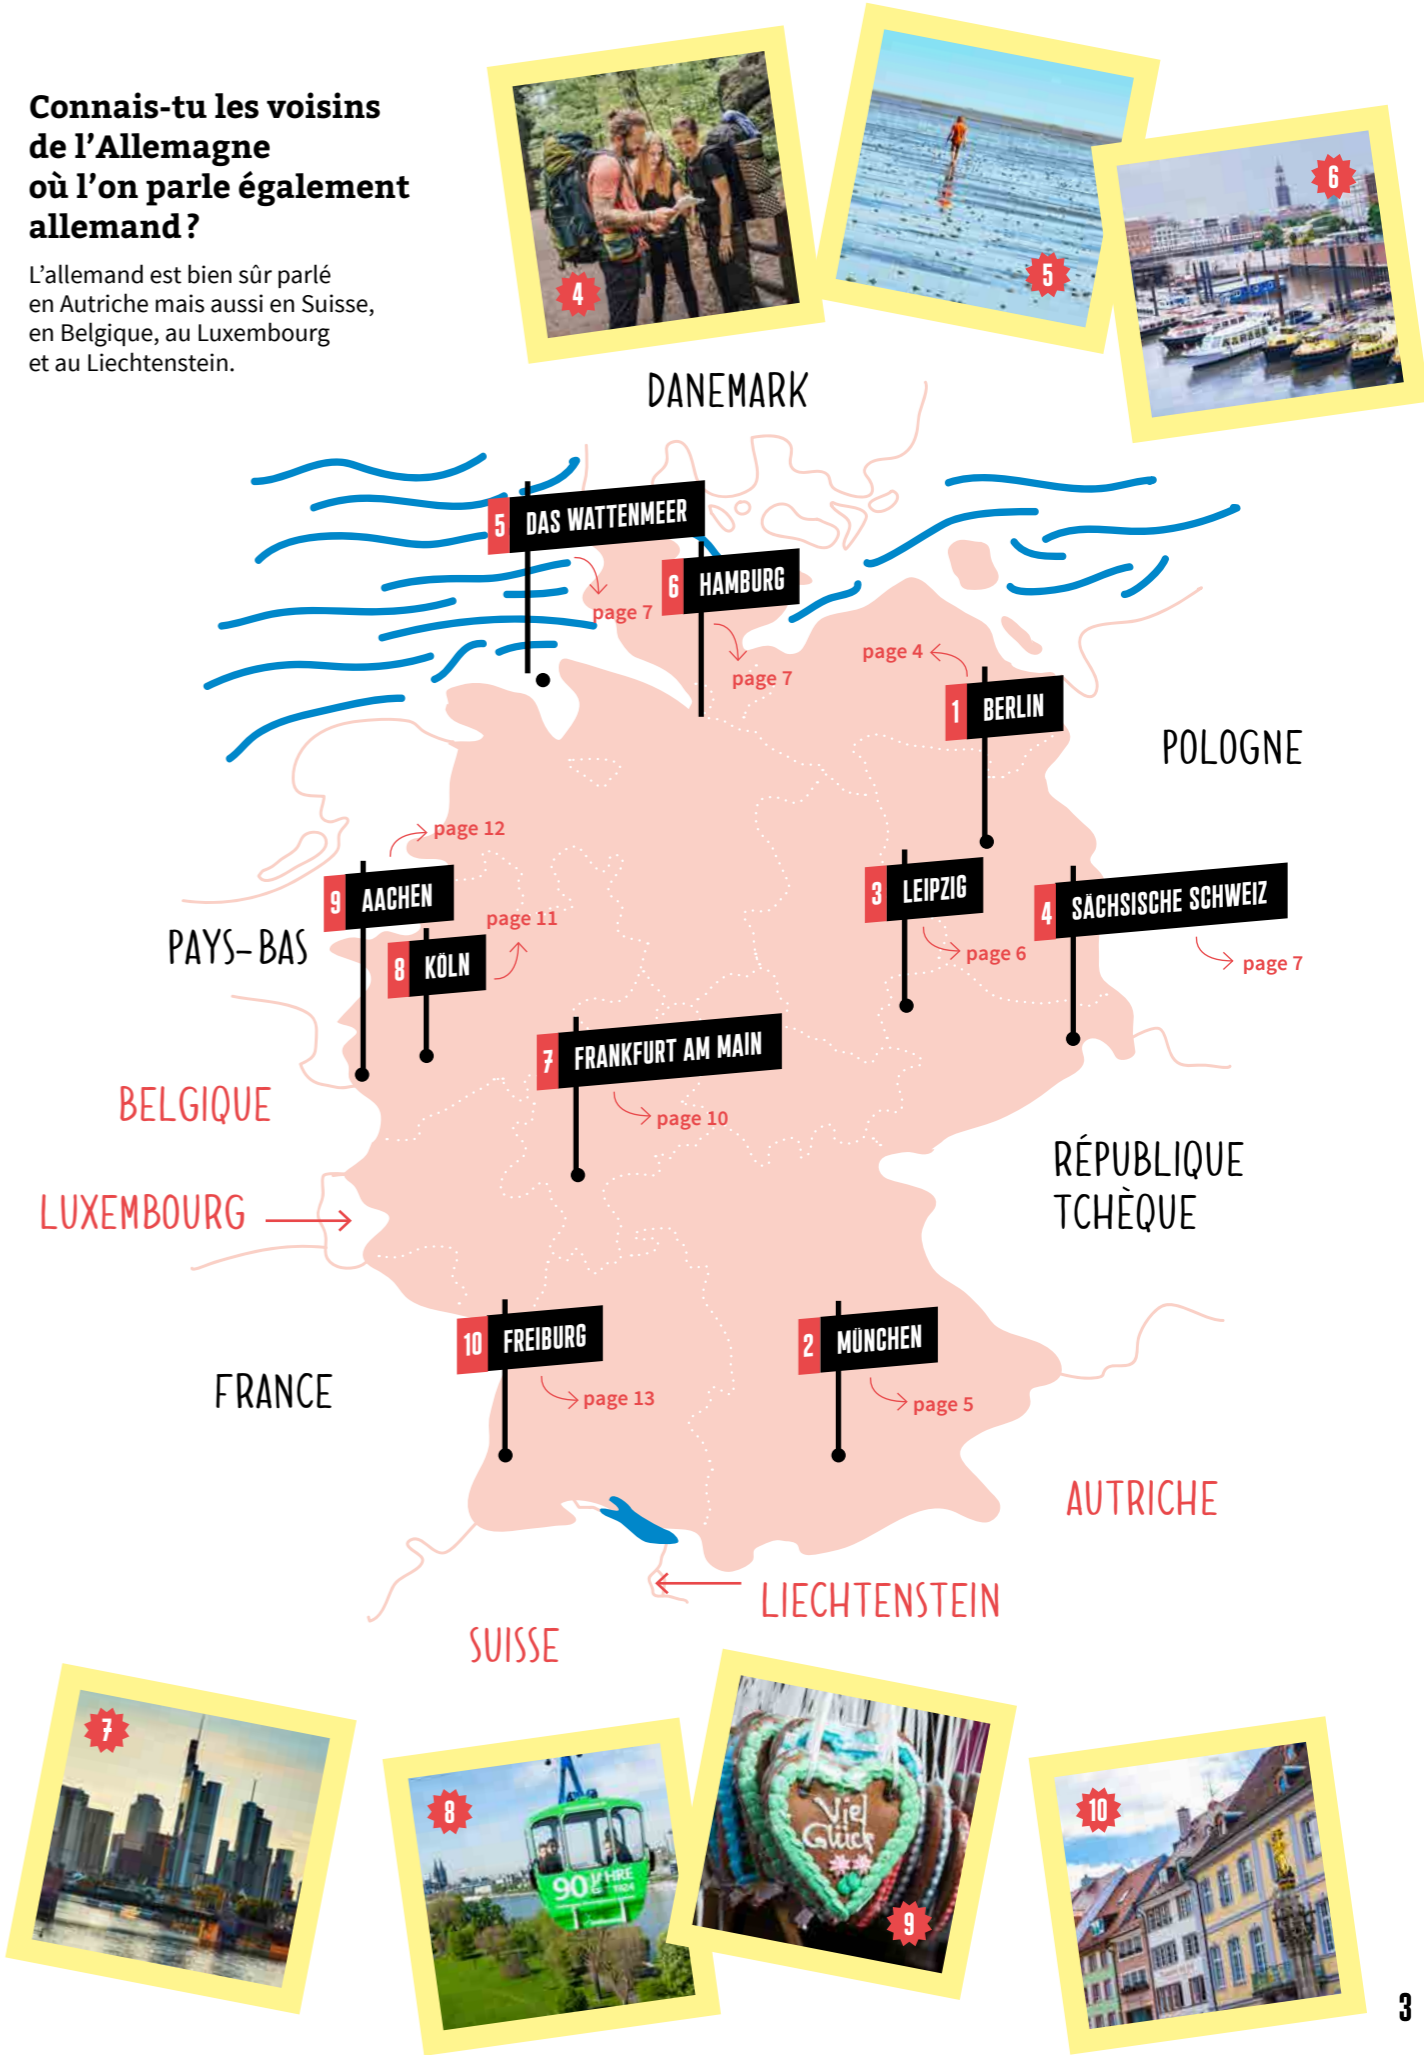 Connais-tu les voisins
de l'Allemagne
où l'on parle également
allemand ?
L'allemand est bien sûr parlé
en Autriche mais aussi en Suisse,
en Belgique, au Luxembourg
et au Liechtenstein.
4
5
6
DANEMARK
5 DAS WATTENMEER
page 7
6 HAMBURG
page 7
page 4
1 BERLIN
POLOGNE
page 12
9 AACHEN
page 11
PAYS-BAS
8 KÖLN
3 LEIPZIG
page 6
4 SÄCHSISCHE SCHWEIZ
page 7
7 FRANKFURT AM MAIN
page 10
BELGIQUE
LUXEMBOURG
RÉPUBLIQUE
TCHÈQUE
10 FREIBURG
page 13
2 MÜNCHEN
page 5
FRANCE
AUTRICHE
LIECHTENSTEIN
SUISSE
7
8
90 JAHRE
1924
Viel
Glück
9
10
3